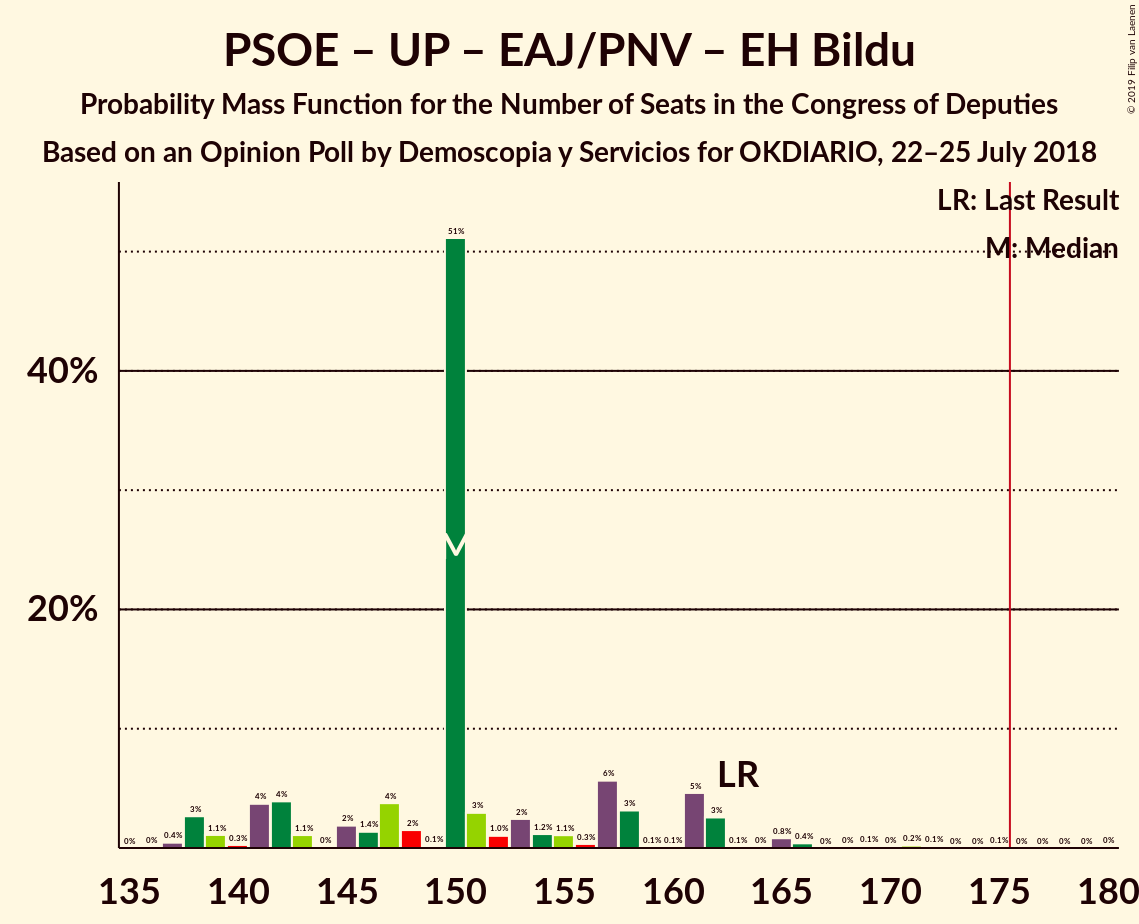 © 2019 Filip van Laenen
PSOE – UP – EAJ/PNV – EH Bildu
Probability Mass Function for the Number of Seats in the Congress of Deputies
Based on an Opinion Poll by Demoscopia y Servicios for OKDIARIO, 22–25 July 2018
LR: Last Result
M: Median
51%
40%
20%
LR
0% 0% 0.4% 3% 1.1% 0.3% 4% 4% 1.1% 0% 2% 1.4% 4% 2% 0.1% 3% 1.0% 2% 1.2% 1.1% 0.3% 6% 3% 0.1% 0.1% 5% 3% 0.1% 0% 0.8% 0.4% 0% 0% 0.1% 0% 0.2% 0.1% 0% 0% 0.1% 0% 0% 0% 0% 0%
135 140 145 150 155 160 165 170 175 180